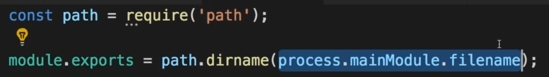 const path = require('path');
module.exports = path.dirname(process.mainModule.filename);